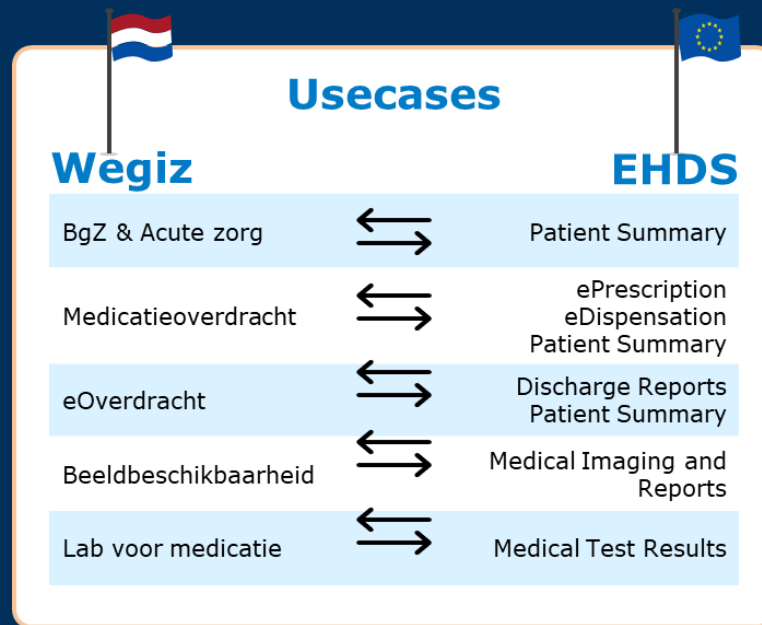 Usecases
Wegiz
EHDS
BgZ & Acute zorg
Patient Summary
Medicatieoverdracht
ePrescription
eDispensation
Patient Summary
eOverdracht
Discharge Reports
Patient Summary
Beeldbeschikbaarheid
Medical Imaging and
Reports
Lab voor medicatie
Medical Test Results